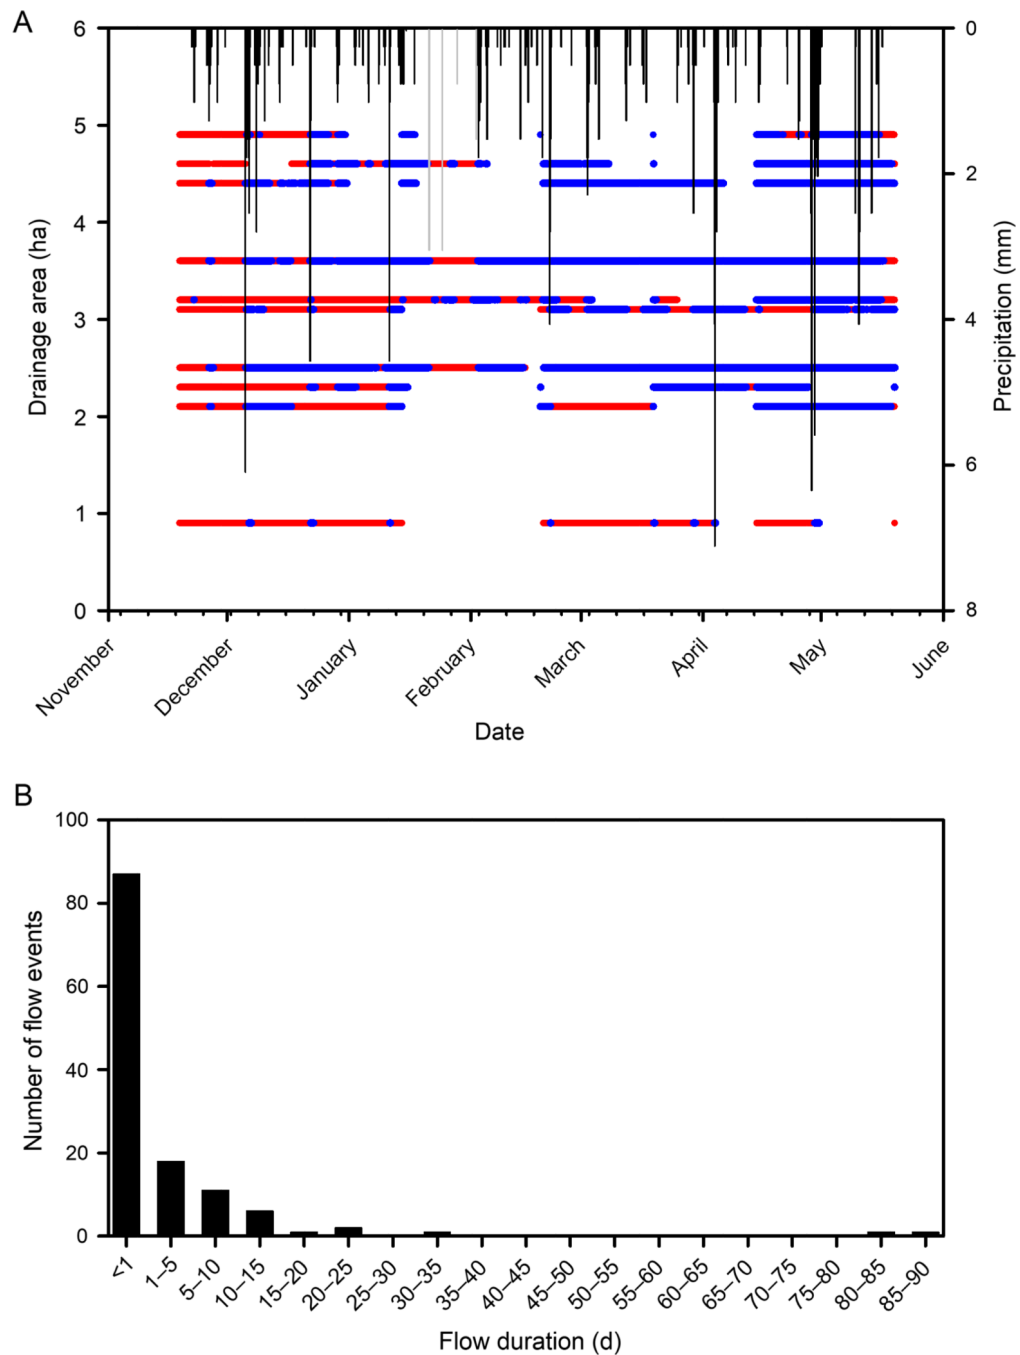 A
6
5
4
3
2
1
0
Drainage area (ha)
0
2
4
6
8
Precipitation (mm)
November
December
January
February
March
April
May
June
Date
B
100
80
60
40
20
0
Number of flow events
<1
1–5
5–10
10–15
15–20
20–25
25–30
30–35
35–40
40–45
45–50
50–55
55–60
60–65
65–70
70–75
75–80
80–85
85–90
Flow duration (d)